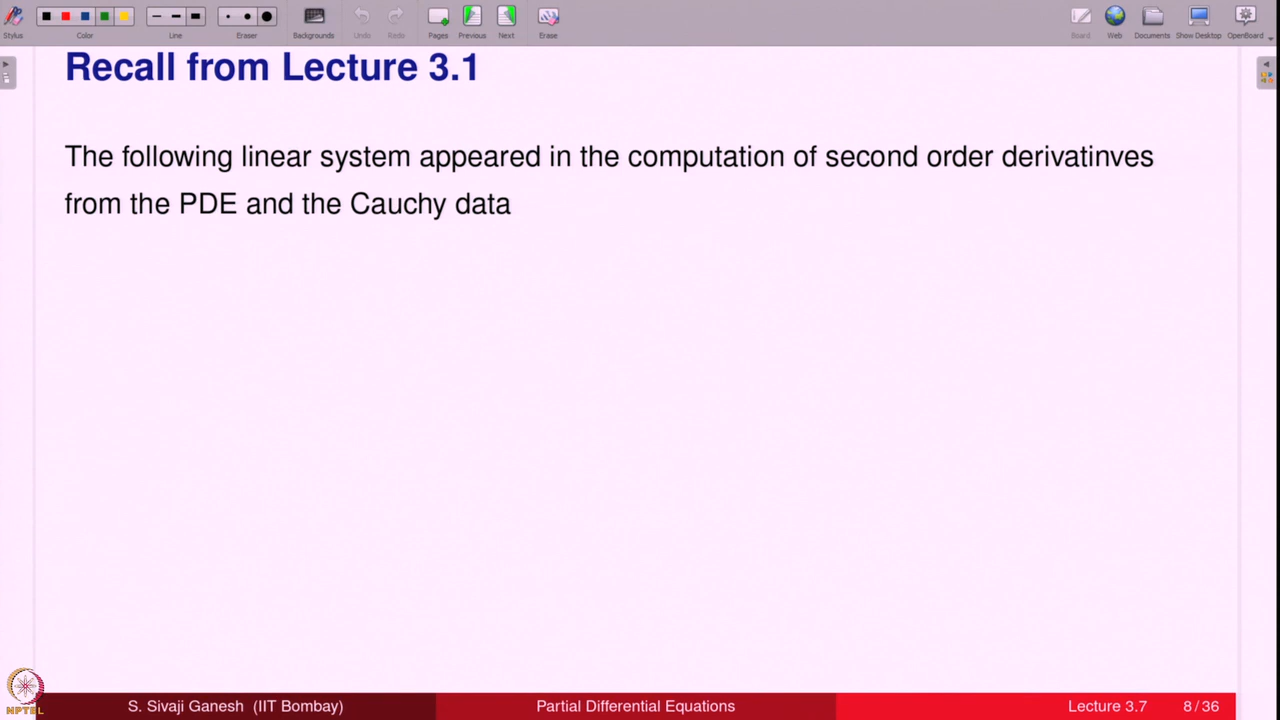 Stylus Color Line Eraser Backgrounds Undo Redo Pages Previous Next Erase Board Web Documents Show Desktop OpenBoard
Recall from Lecture 3.1
The following linear system appeared in the computation of second order derivatinves
from the PDE and the Cauchy data
NPTEL
S. Sivaji Ganesh (IIT Bombay) Partial Differential Equations Lecture 3.7 8 / 36